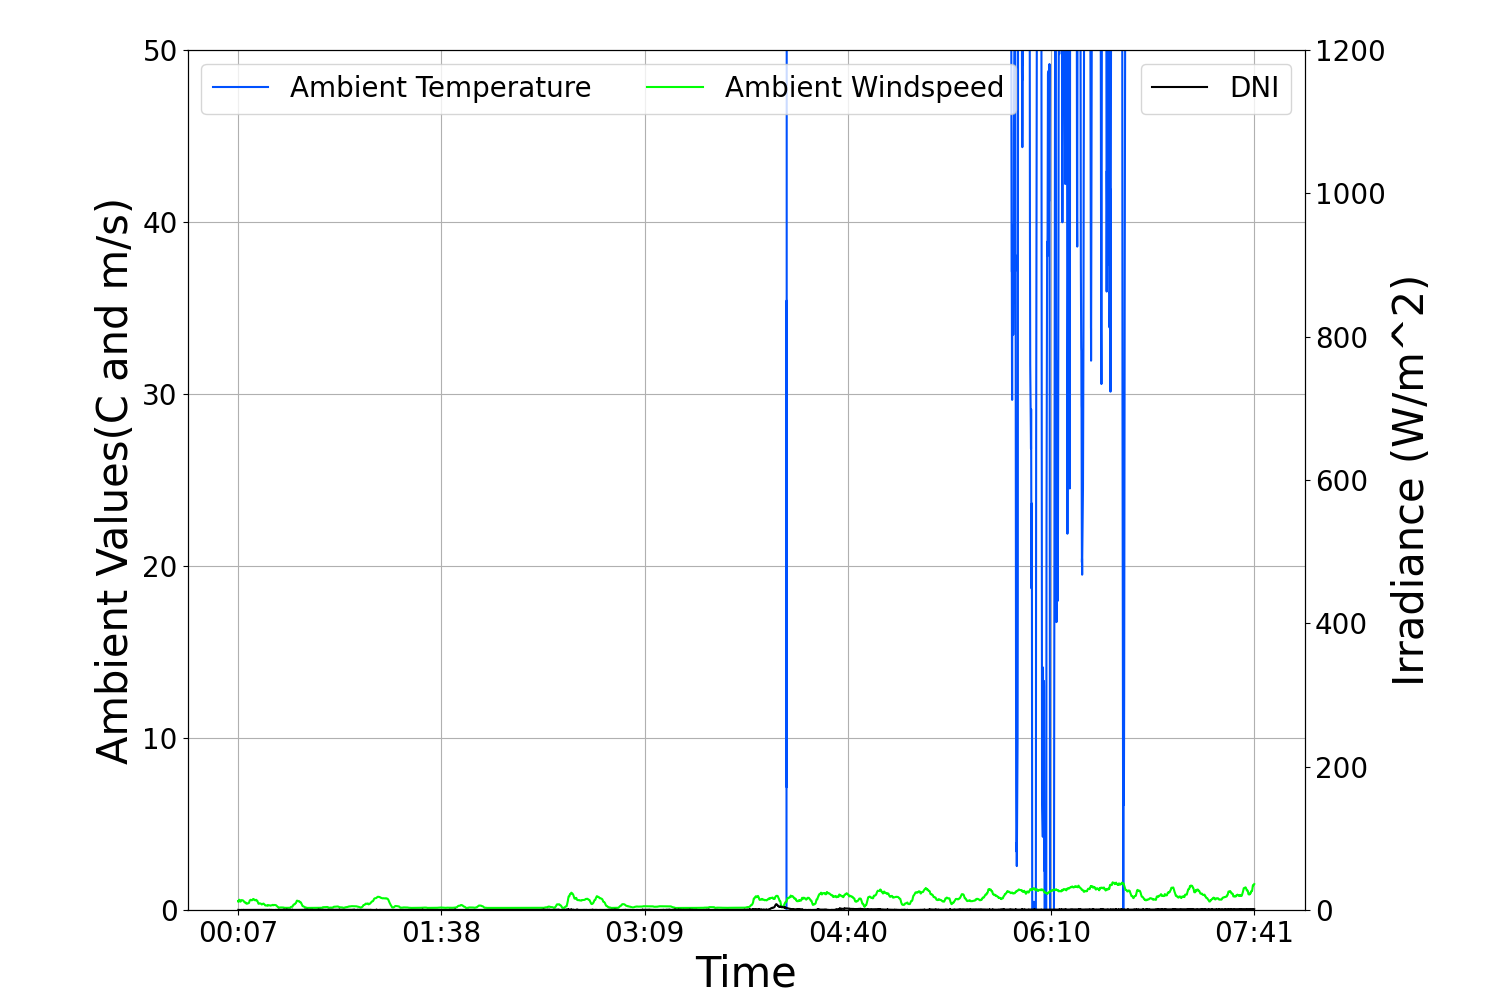 Ambient Temperature
Ambient Windspeed
DNI
50
40
30
20
10
0
Ambient Values(C and m/s)
1200
1000
800
600
400
200
0
Irradiance (W/m^2)
00:07 01:38 03:09 04:40 06:10 07:41
Time